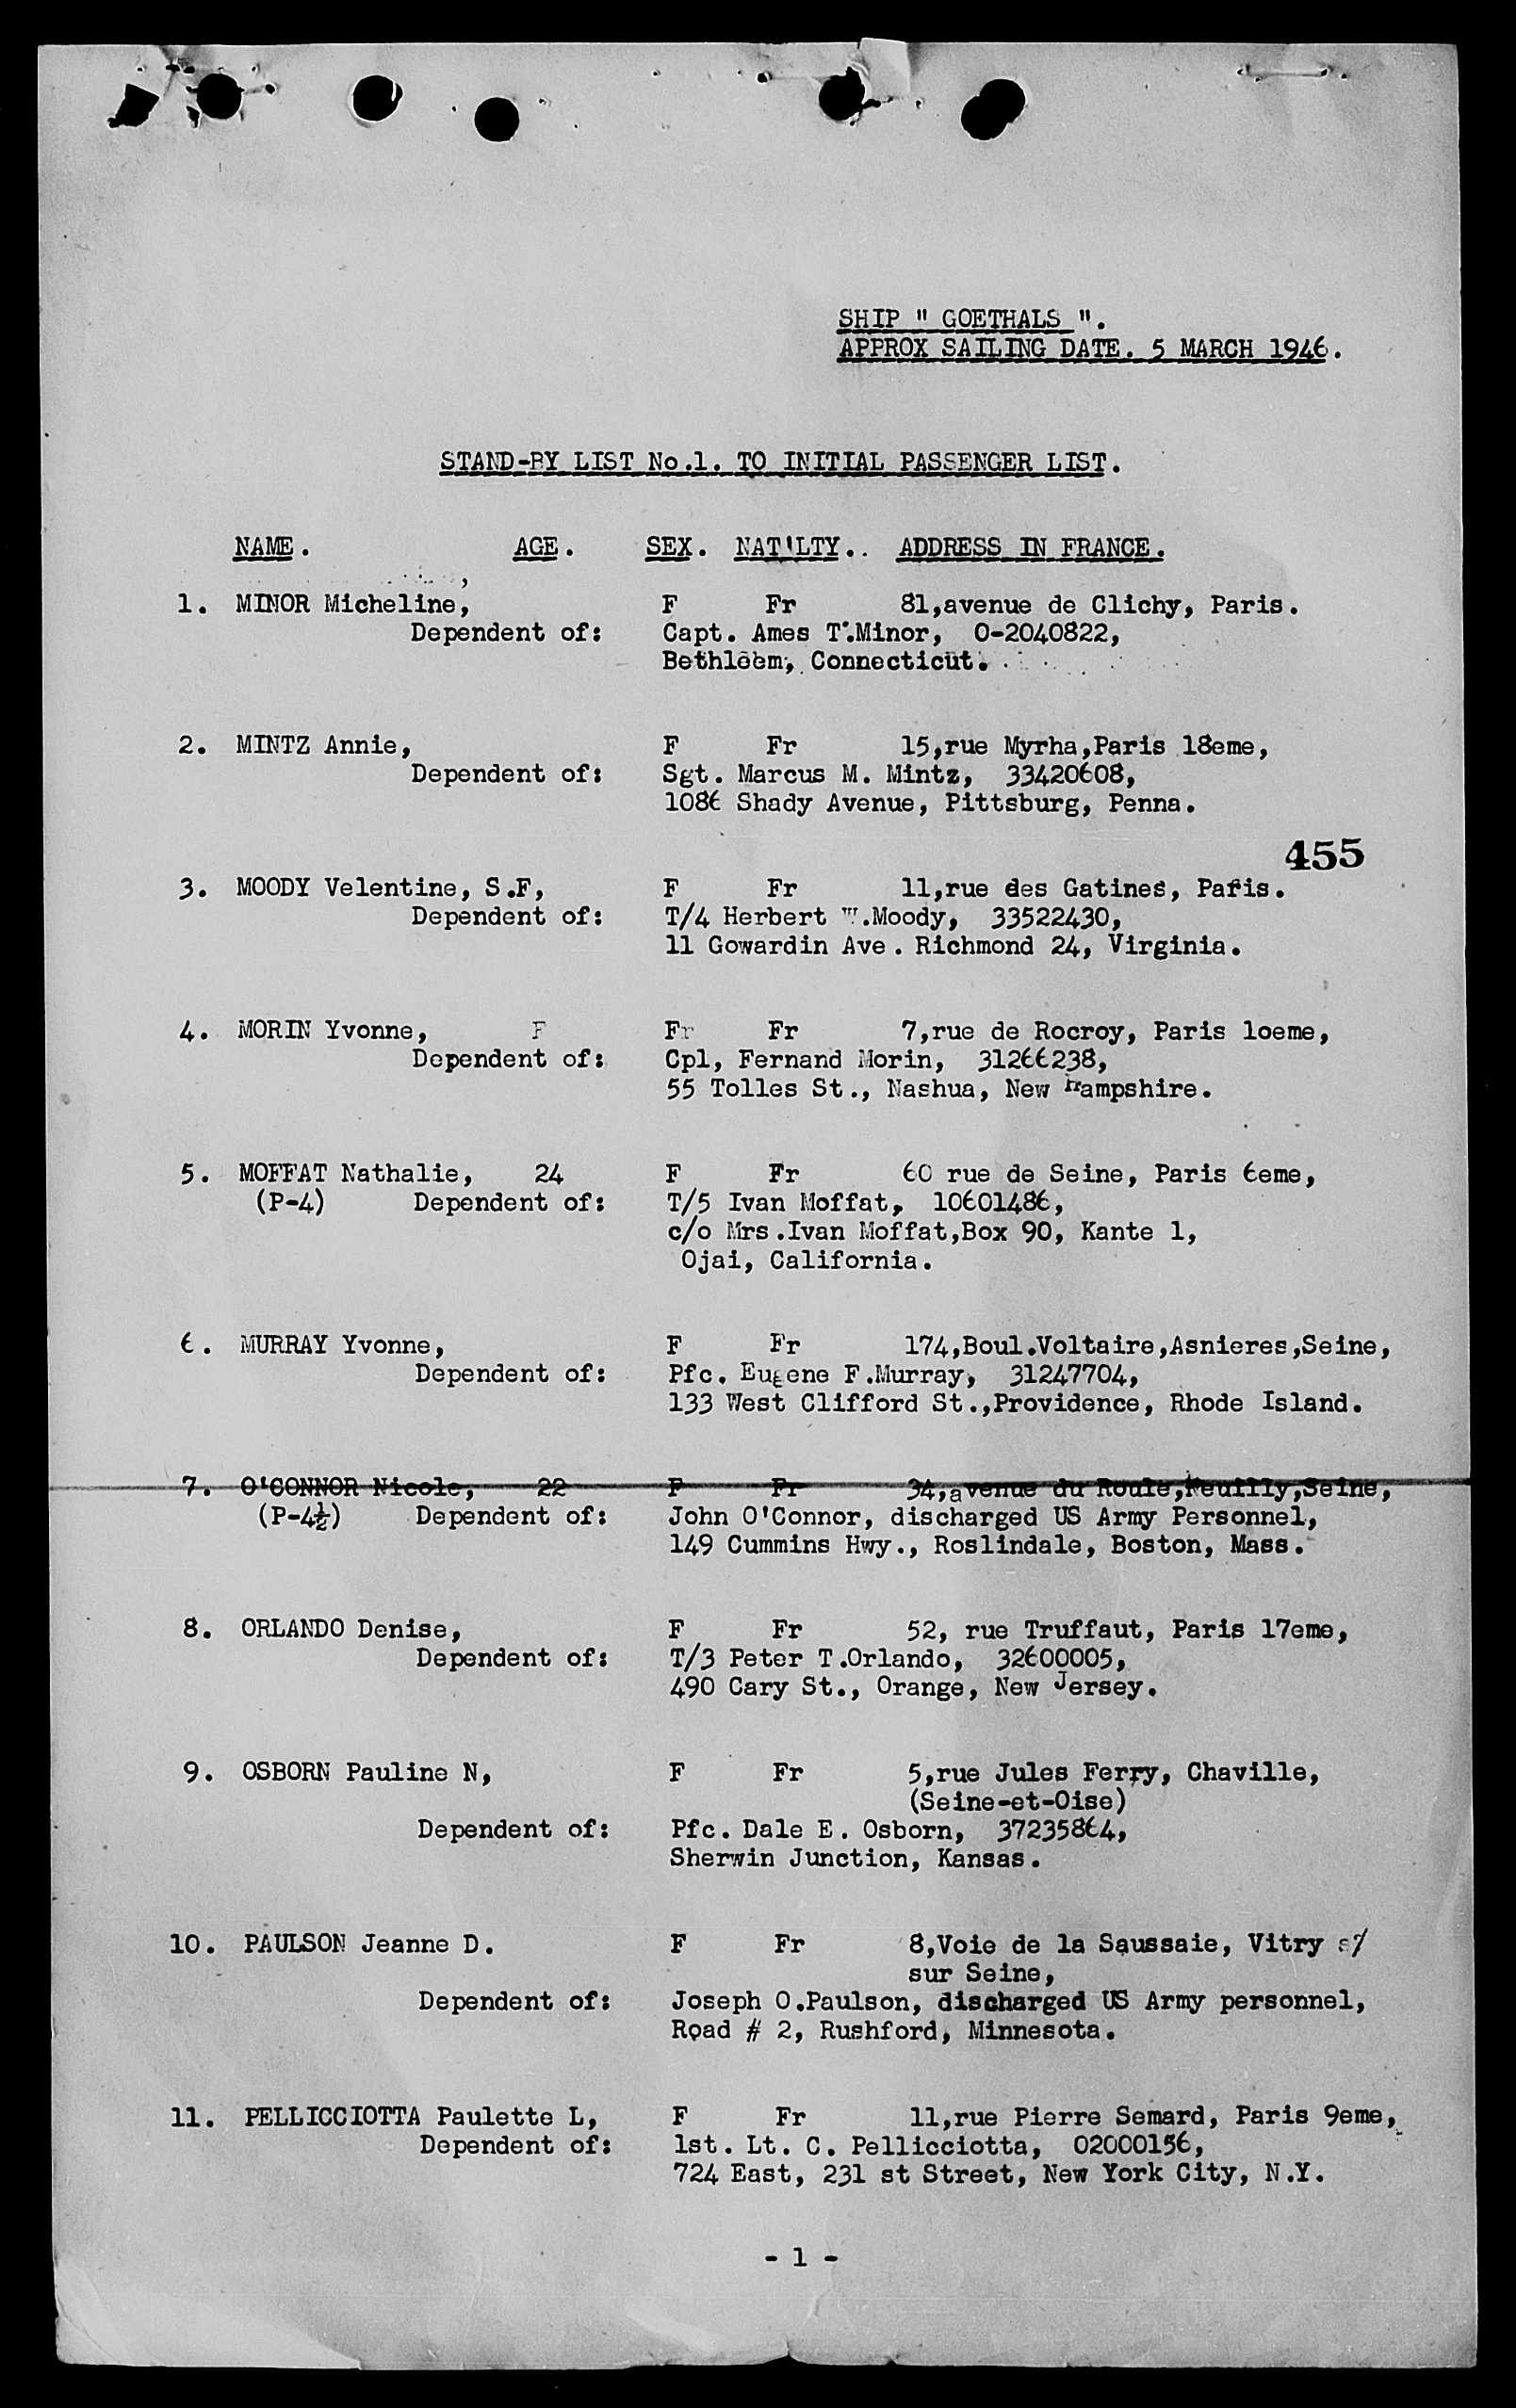 SHIP " GOETHALS ".
APPROX SAILING DATE. 5 MARCH 1946.
STAND-BY LIST No.1. TO INITIAL PASSENGER LIST.
NAME. AGE. SEX. NAT'LTY.. ADDRESS IN FRANCE.
1. MINOR Micheline, F Fr 81,avenue de Clichy, Paris.
Dependent of: Capt. Ames T.Minor, O-2040822,
Bethleem, Connecticut.
2. MINTZ Annie, F Fr 15,rue Myrha,Paris 18eme,
Dependent of: Sgt. Marcus M. Mintz, 33420608,
1086 Shady Avenue, Pittsburg, Penna.
455
3. MOODY Velentine, S.F, F Fr 11,rue des Gatines, Paris.
Dependent of: T/4 Herbert W.Moody, 33522430,
11 Gowardin Ave. Richmond 24, Virginia.
4. MORIN Yvonne, F Fr Fr 7,rue de Rocroy, Paris loeme,
Dependent of: Cpl, Fernand Morin, 31266238,
55 Tolles St., Nashua, New Hampshire.
5. MOFFAT Nathalie, 24 F Fr 60 rue de Seine, Paris 6eme,
(P-4) Dependent of: T/5 Ivan Moffat, 10601486,
c/o Mrs.Ivan Moffat,Box 90, Kante 1,
Ojai, California.
6. MURRAY Yvonne, F Fr 174,Boul.Voltaire,Asnieres,Seine,
Dependent of: Pfc. Eugene F.Murray, 31247704,
133 West Clifford St.,Providence, Rhode Island.
7. O'CONNOR Nicole, 22 F Fr 34,avenue du Roule,Neuilly,Seine,
(P-4½) Dependent of: John O'Connor, discharged US Army Personnel,
149 Cummins Hwy., Roslindale, Boston, Mass.
8. ORLANDO Denise, F Fr 52, rue Truffaut, Paris 17eme,
Dependent of: T/3 Peter T.Orlando, 32600005,
490 Cary St., Orange, New Jersey.
9. OSBORN Pauline N, F Fr 5,rue Jules Ferry, Chaville,
(Seine-et-Oise)
Dependent of: Pfc. Dale E. Osborn, 37235864,
Sherwin Junction, Kansas.
10. PAULSON Jeanne D. F Fr 8,Voie de la Saussaie, Vitry s/
sur Seine,
Dependent of: Joseph O.Paulson, discharged US Army personnel,
Road # 2, Rushford, Minnesota.
11. PELLICCIOTTA Paulette L, F Fr 11,rue Pierre Semard, Paris 9eme,
Dependent of: 1st. Lt. C. Pellicciotta, 02000156,
724 East, 231 st Street, New York City, N.Y.
- 1 -